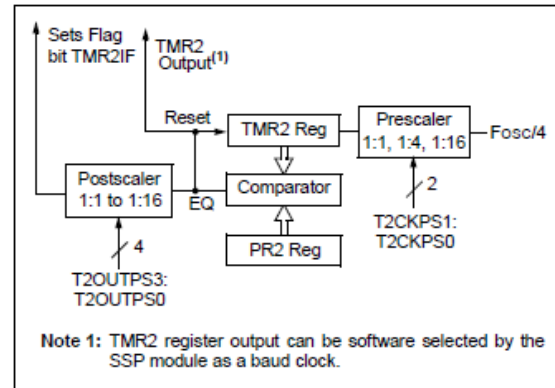 Sets Flag
bit TMR2IF
TMR2
Output(1)
Reset
TMR2 Reg
Prescaler
1:1, 1:4, 1:16
Fosc/4
Postscaler
1:1 to 1:16
EQ
Comparator
2
T2CKPS1:
T2CKPS0
4
PR2 Reg
T2OUTPS3:
T2OUTPS0
Note 1: TMR2 register output can be software selected by the
SSP module as a baud clock.